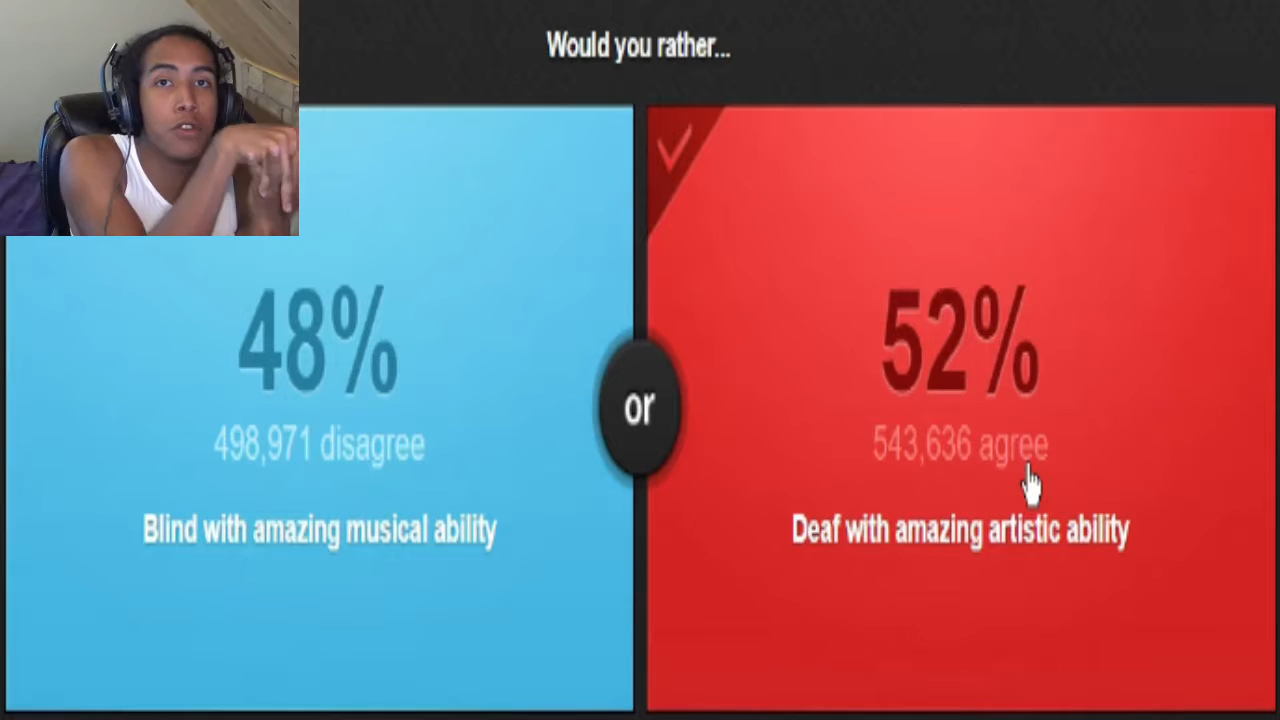 Would you rather...
48%
498,971 disagree
Blind with amazing musical ability
or
52%
543,636 agree
Deaf with amazing artistic ability